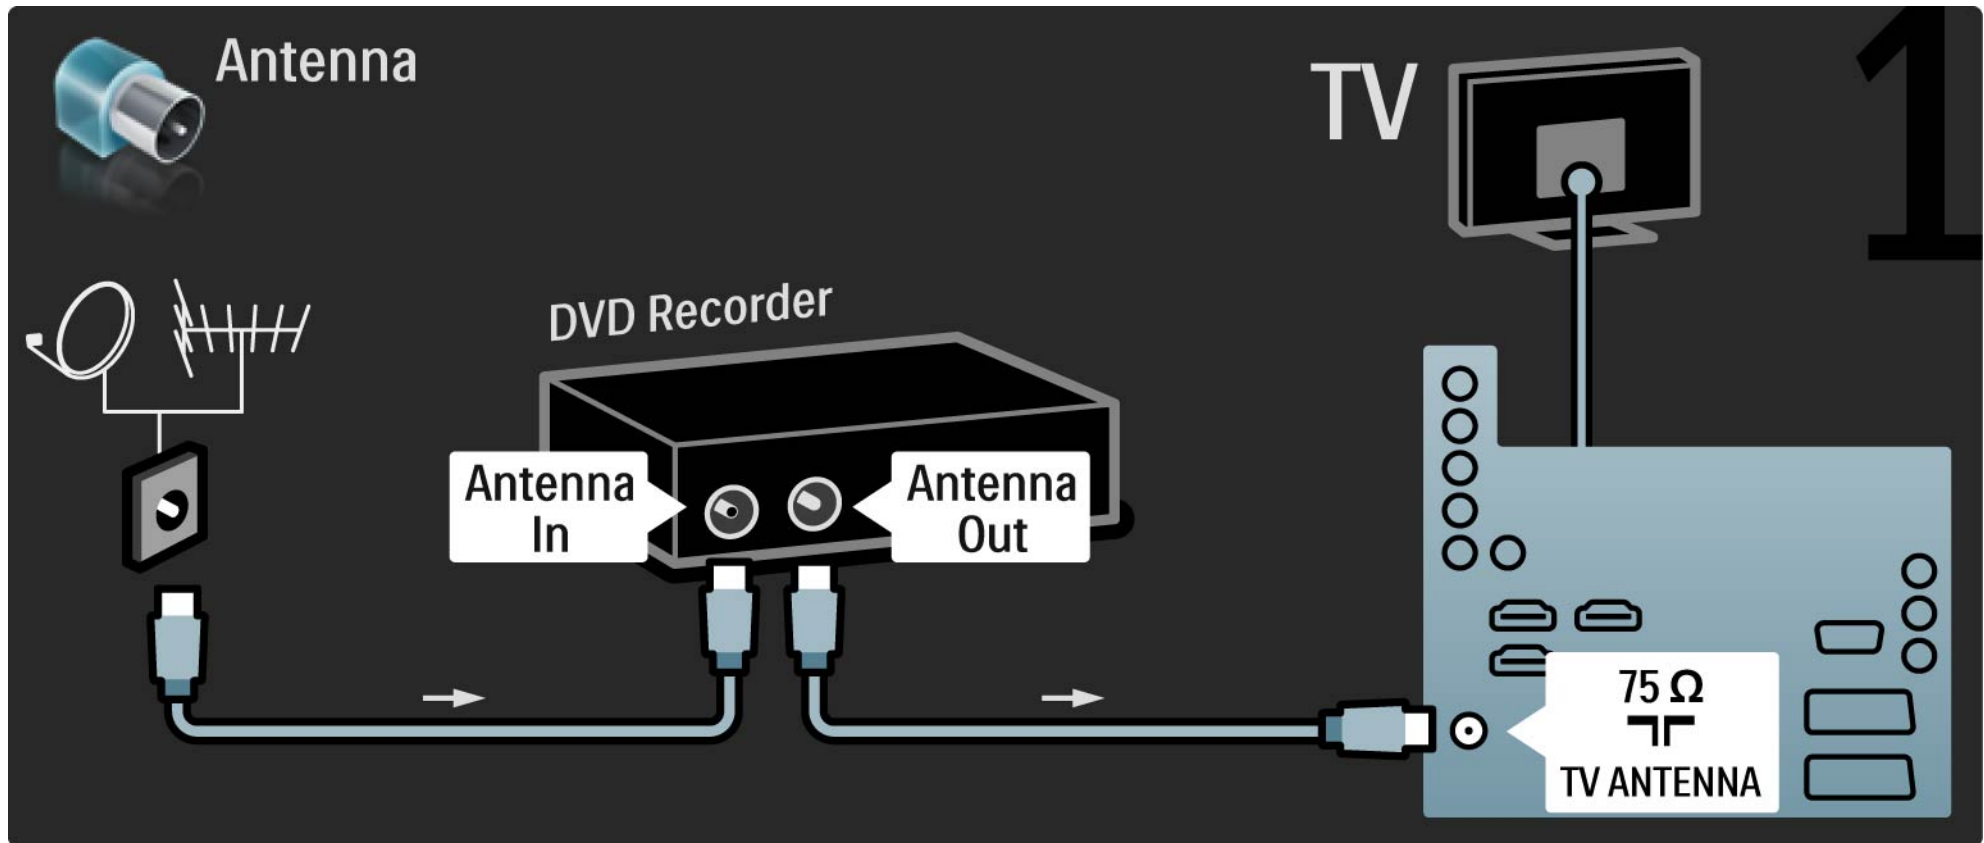 Antenna
TV
1
DVD Recorder
Antenna
In
Antenna
Out
75 Ω
TV ANTENNA